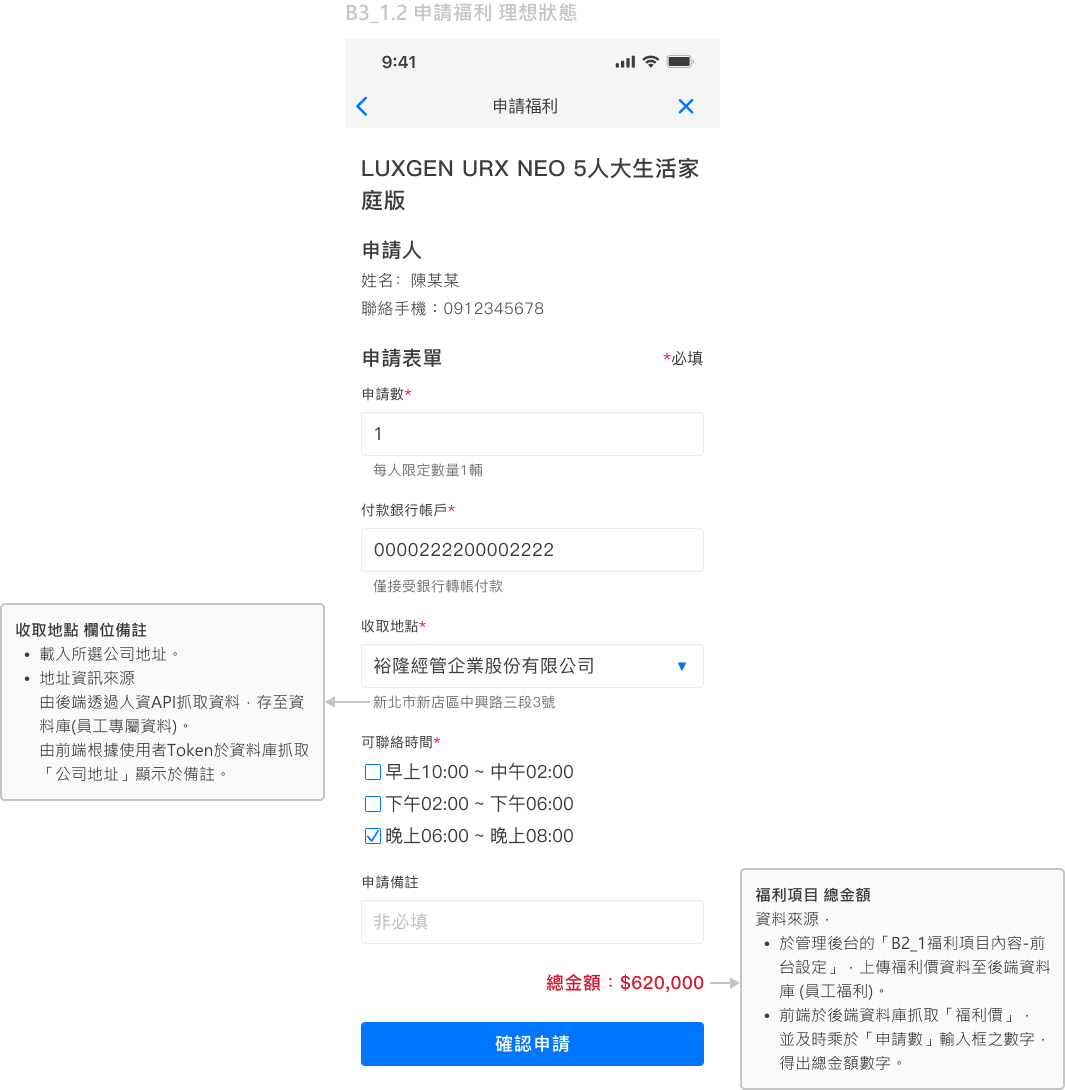 B3_1.2 申請福利 理想狀態
9:41
申請福利
LUXGEN URX NEO 5人大生活家
庭版
申請人
姓名：陳某某
聯絡手機：0912345678
申請表單
*必填
申請數*
1
每人限定數量1輛
付款銀行帳戶*
0000222200002222
僅接受銀行轉帳付款
收取地點*
裕隆經管企業股份有限公司
新北市新店區中興路三段3號
收取地點 欄位備註
• 載入所選公司地址。
• 地址資訊來源
由後端透過人資API抓取資料，存至資
料庫(員工專屬資料)。
由前端根據使用者Token於資料庫抓取
「公司地址」顯示於備註。
可聯絡時間*
早上10:00 ~ 中午02:00
下午02:00 ~ 下午06:00
晚上06:00 ~ 晚上08:00
申請備註
非必填
總金額：$620,000
確認申請
福利項目 總金額
資料來源，
• 於管理後台的「B2_1福利項目內容-前
台設定」，上傳福利價資料至後端資料
庫 (員工福利)。
• 前端於後端資料庫抓取「福利價」，
並及時乘於「申請數」輸入框之數字，
得出總金額數字。